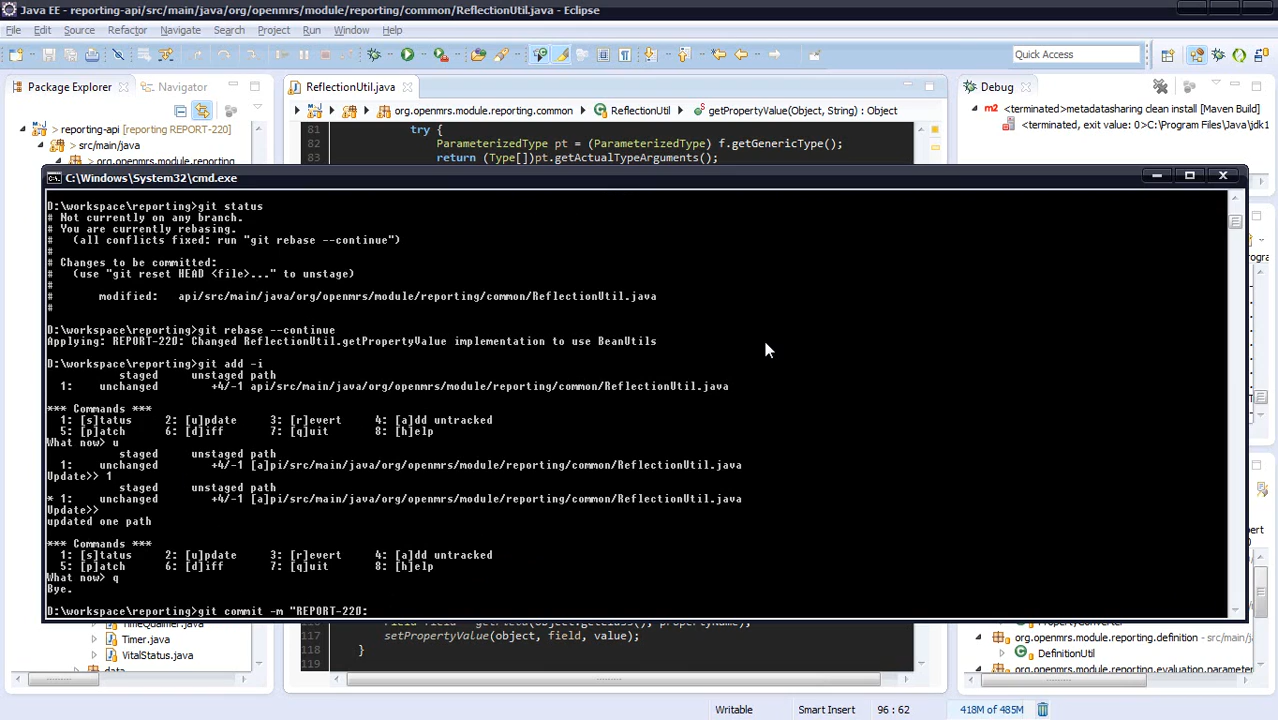 Java EE - reporting-api/src/main/java/org/openmrs/module/reporting/common/ReflectionUtil.java - Eclipse
File Edit Source Refactor Navigate Search Project Run Window Help
Quick Access
Package Explorer Navigator
ReflectionUtil.java
Debug
org.openmrs.module.reporting.common ReflectionUtil getPropertyValue(Object, String) : Object
reporting-api [reporting REPORT-220]
src/main/java
org.openmrs.module.reporting
81 try {
82 ParameterizedType pt = (ParameterizedType) f.getGenericType();
83 return (Type[])pt.getActualTypeArguments();
<terminated>metadatasharing clean install [Maven Build]
<terminated, exit value: 0>C:\Program Files\Java\jdk1
C:\Windows\System32\cmd.exe
D:\workspace\reporting>git status
# Not currently on any branch.
# You are currently rebasing.
#   (all conflicts fixed: run "git rebase --continue")
#
# Changes to be committed:
#   (use "git reset HEAD <file>..." to unstage)
#
#       modified:   api/src/main/java/org/openmrs/module/reporting/common/ReflectionUtil.java
#
D:\workspace\reporting>git rebase --continue
Applying: REPORT-220: Changed ReflectionUtil.getPropertyValue implementation to use BeanUtils
D:\workspace\reporting>git add -i
staged     unstaged path
1:    unchanged        +4/-1 api/src/main/java/org/openmrs/module/reporting/common/ReflectionUtil.java
*** Commands ***
1: [s]tatus     2: [u]pdate     3: [r]evert     4: [a]dd untracked
5: [p]atch      6: [d]iff       7: [q]uit       8: [h]elp
What now> u
staged     unstaged path
1:    unchanged        +4/-1 [a]pi/src/main/java/org/openmrs/module/reporting/common/ReflectionUtil.java
Update>> 1
staged     unstaged path
* 1:    unchanged        +4/-1 [a]pi/src/main/java/org/openmrs/module/reporting/common/ReflectionUtil.java
Update>>
updated one path
*** Commands ***
1: [s]tatus     2: [u]pdate     3: [r]evert     4: [a]dd untracked
5: [p]atch      6: [d]iff       7: [q]uit       8: [h]elp
What now> q
Bye.
D:\workspace\reporting>git commit -m "REPORT-220:
Timer.java
VitalStatus.java
117 setPropertyValue(object, field, value);
118 }
119
org.openmrs.module.reporting.definition - src/main/j
DefinitionUtil
org.openmrs.module.reporting.evaluation.parameter
Writable Smart Insert 96 : 62 418M of 485M